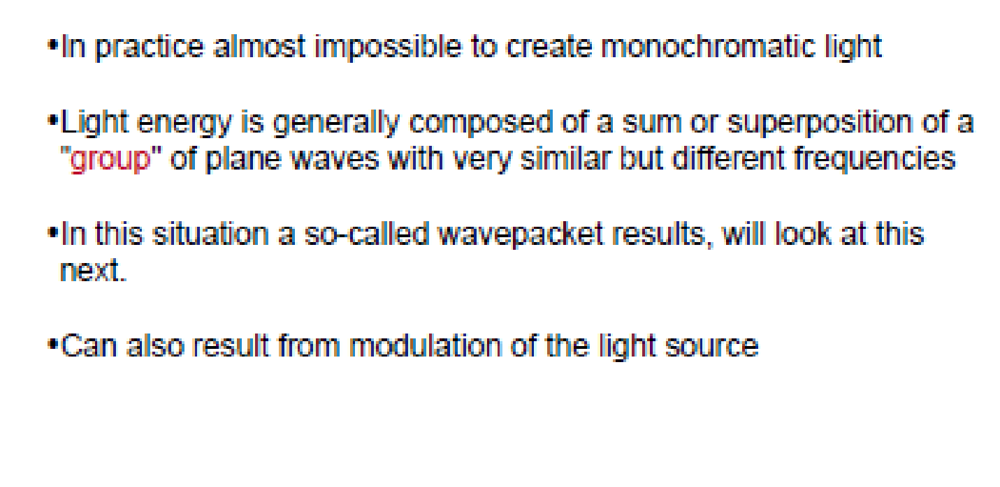 •In practice almost impossible to create monochromatic light
•Light energy is generally composed of a sum or superposition of a
"group" of plane waves with very similar but different frequencies
•In this situation a so-called wavepacket results, will look at this
next.
•Can also result from modulation of the light source